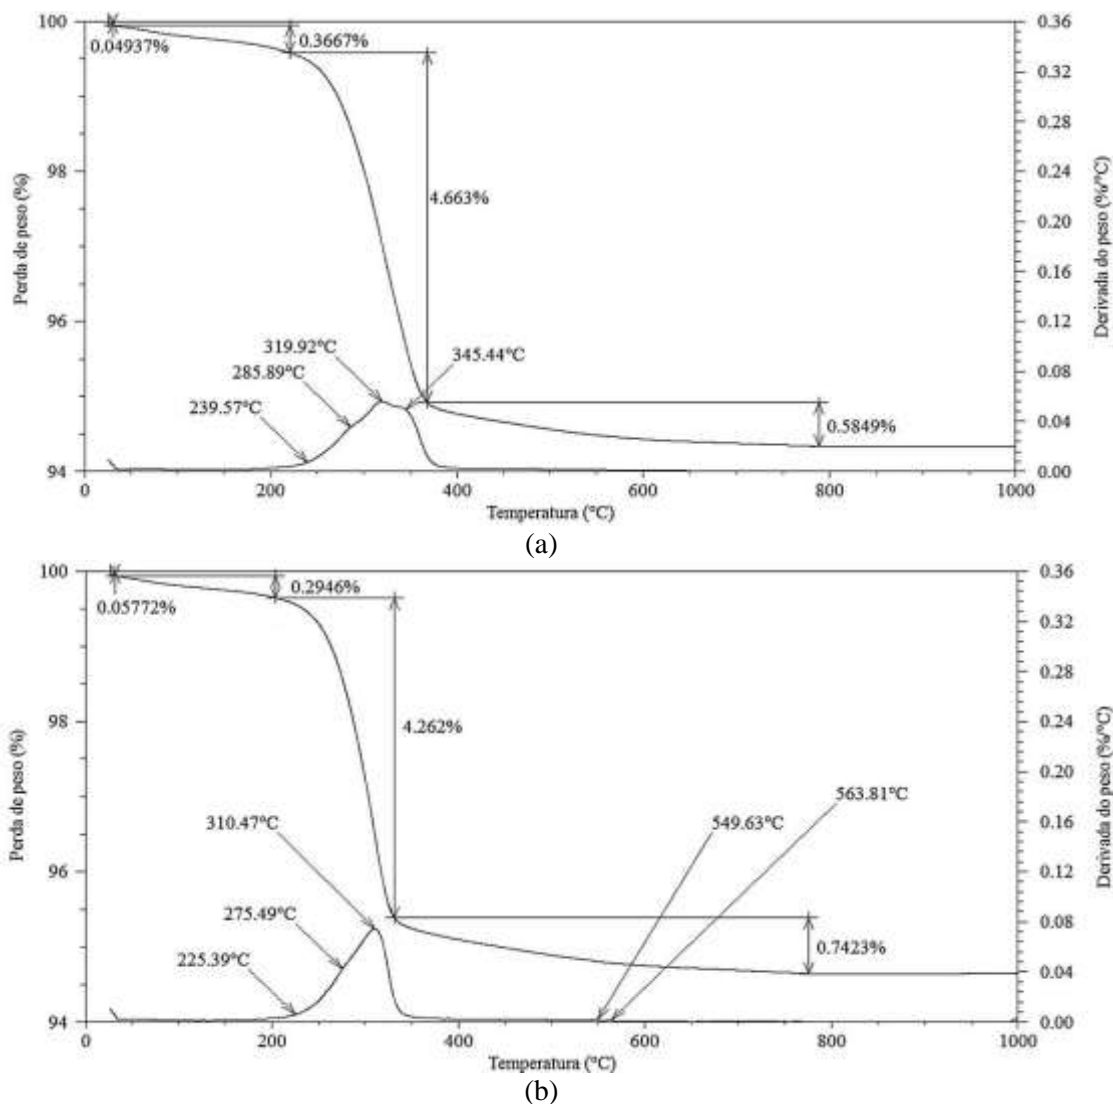 100
0.36
0.04937%
0.3667%
0.32
0.28
98
0.24
4.663%
0.20
Perda de peso (%)
Derivada do peso (%/°C)
0.16
96
0.12
319.92°C
345.44°C
285.89°C
0.08
239.57°C
0.5849%
0.04
94
0.00
0
200
400
600
800
1000
Temperatura (°C)
(a)
100
0.36
0.2946%
0.05772%
0.32
0.28
98
0.24
4.262%
0.20
Perda de peso (%)
Derivada do peso (%/°C)
0.16
563.81°C
310.47°C
549.63°C
96
0.12
275.49°C
0.08
225.39°C
0.7423%
0.04
94
0.00
0
200
400
600
800
1000
Temperatura (°C)
(b)